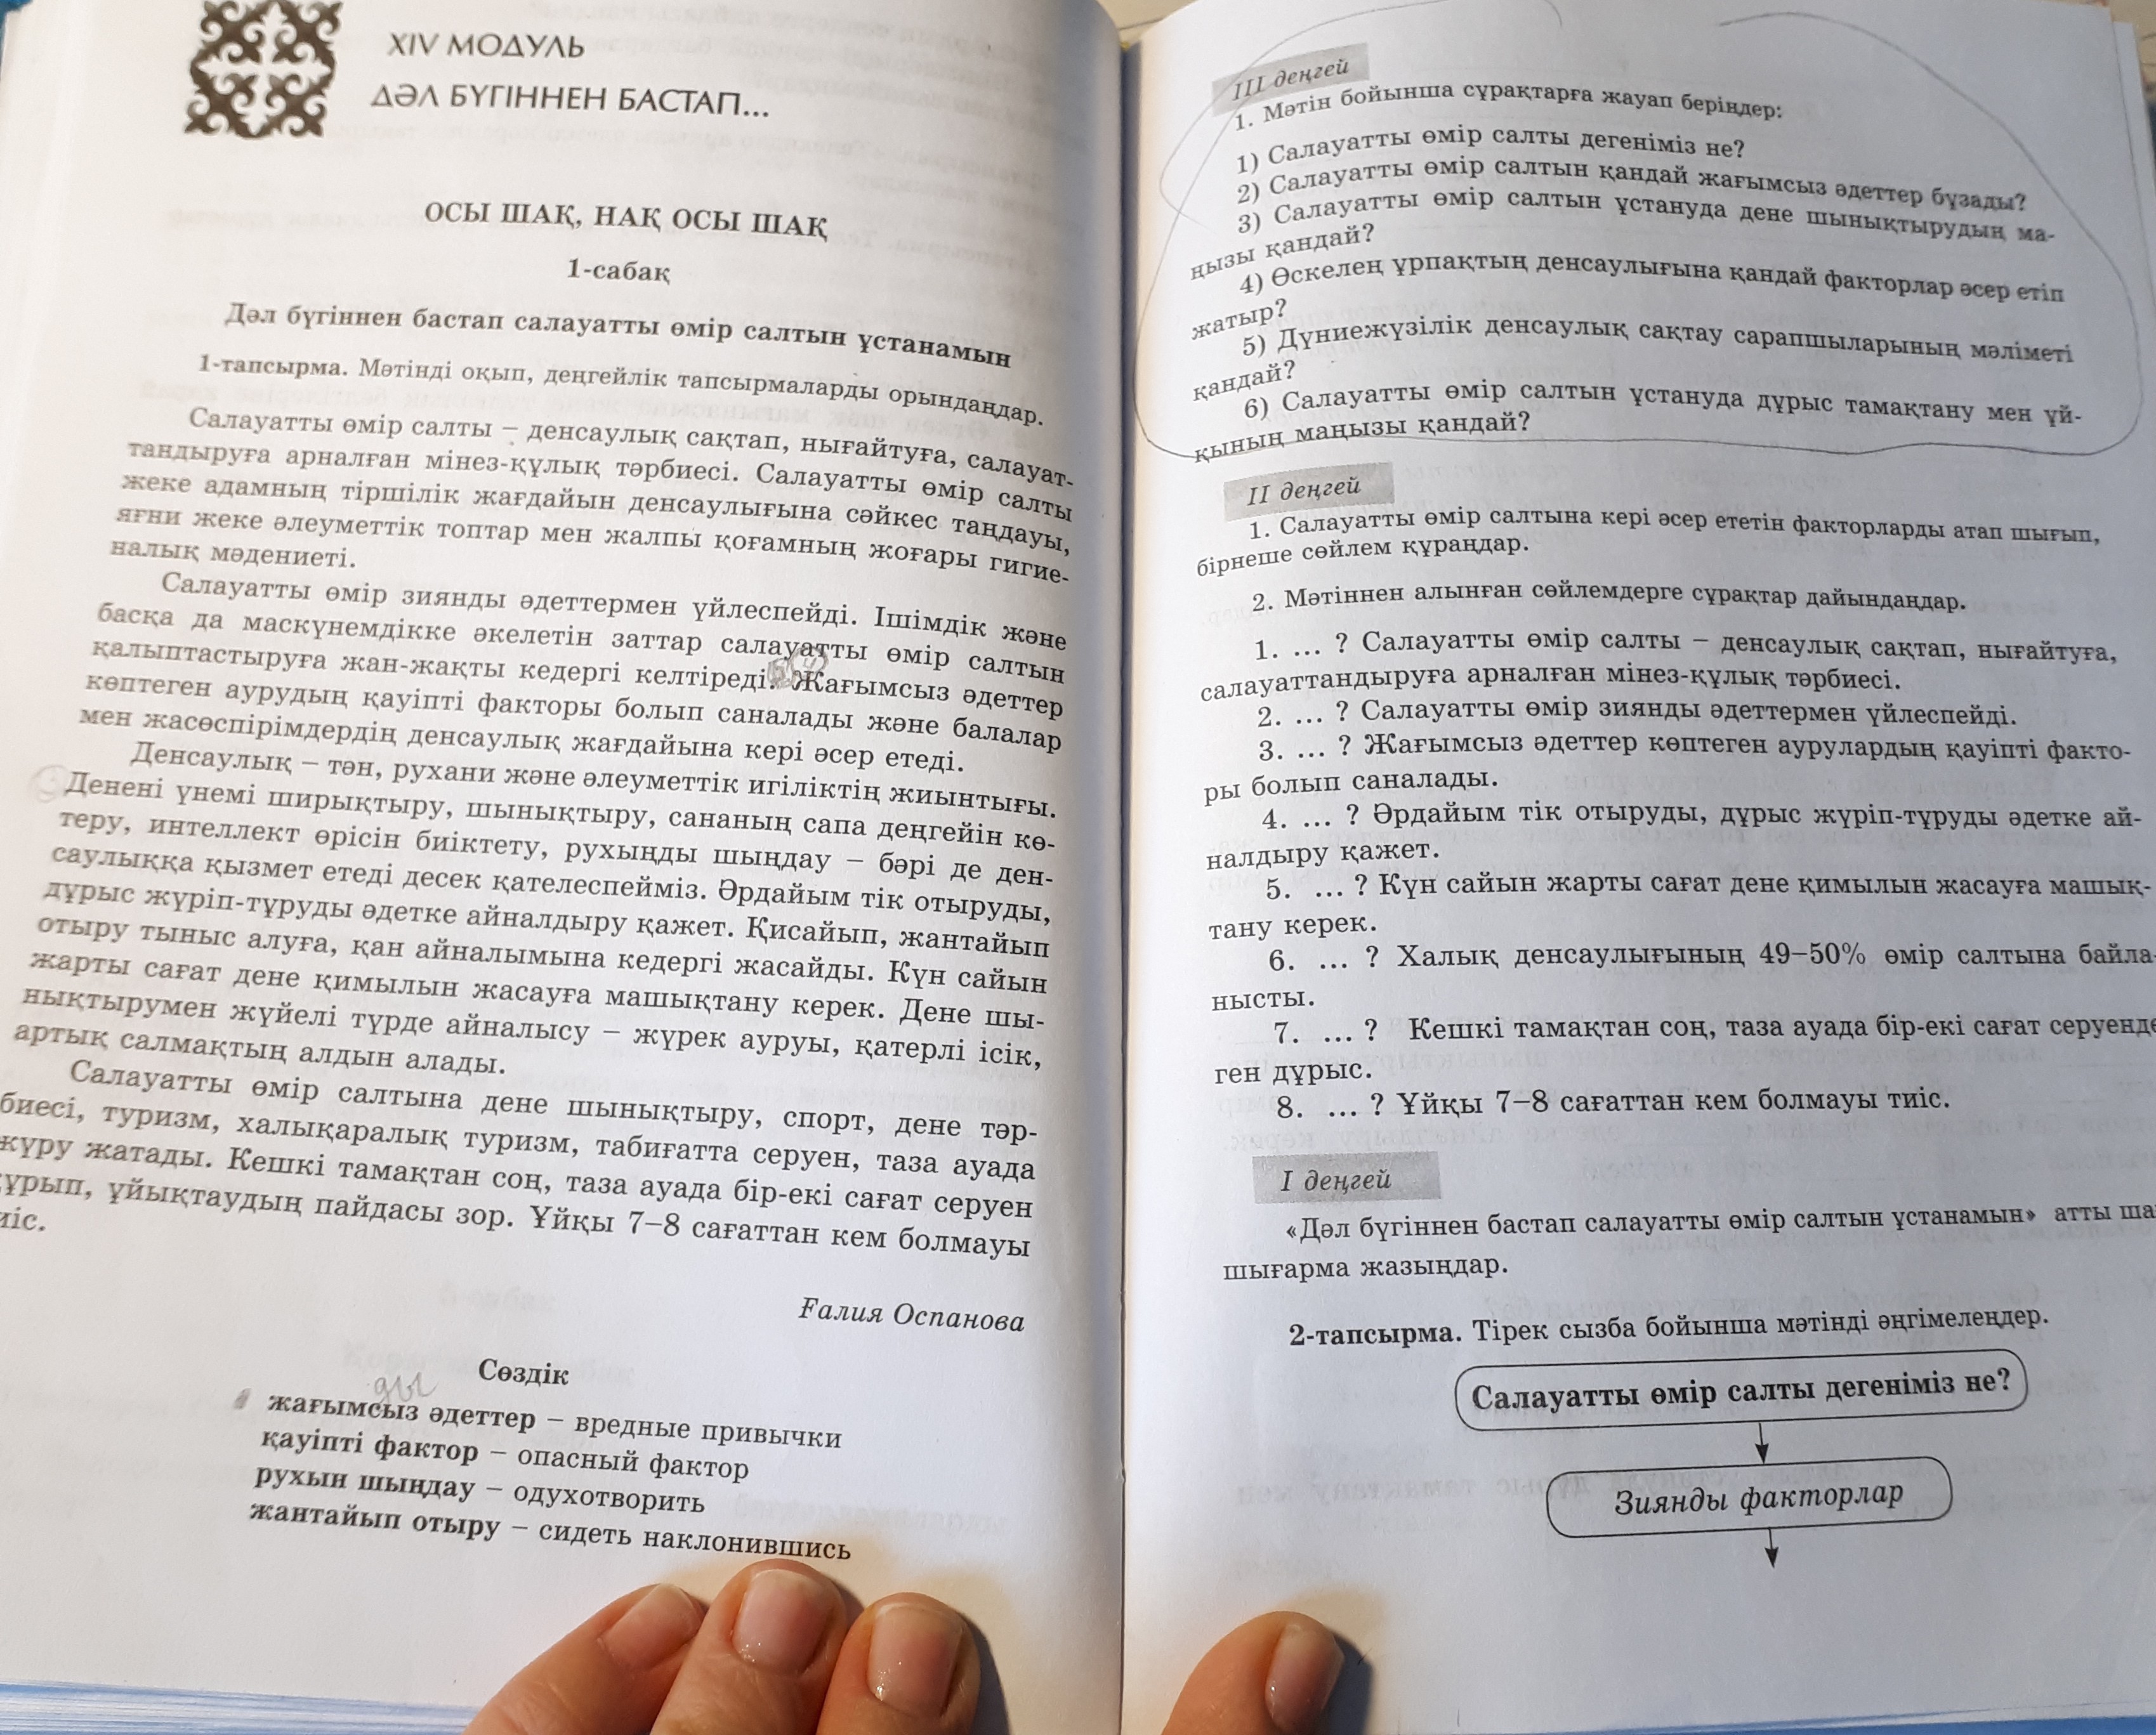 XIV МОДУЛЬ
ДӘЛ БҮГІННЕН БАСТАП...
ОСЫ ШАҚ, НАҚ ОСЫ ШАҚ
1-сабақ
Дәл бүгіннен бастап салауатты өмір салтын ұстанамын
1-тапсырма. Мәтінді оқып, деңгейлік тапсырмаларды орындаңдар.
Салауатты өмір салты – денсаулық сақтап, нығайтуға, салауат-
тандыруға арналған мінез-құлық тәрбиесі. Салауатты өмір салты
жеке адамның тіршілік жағдайын денсаулығына сәйкес таңдауы,
яғни жеке әлеуметтік топтар мен жалпы қоғамның жоғары гигие-
налық мәдениеті.
Салауатты өмір зиянды әдеттермен үйлеспейді. Ішімдік және
басқа да маскүнемдікке әкелетін заттар салауатты өмір салтын
қалыптастыруға жан-жақты кедергі келтіреді. Жағымсыз әдеттер
көптеген аурудың қауіпті факторы болып саналады және балалар
мен жасөспірімдердің денсаулық жағдайына кері әсер етеді.
Денсаулық – тән, рухани және әлеуметтік игіліктің жиынтығы.
Денені үнемі ширықтыру, шынықтыру, сананың сапа деңгейін кө-
теру, интеллект өрісін биіктету, рухыңды шыңдау – бәрі де ден-
саулыққа қызмет етеді десек қателеспейміз. Әрдайым тік отыруды,
дұрыс жүріп-тұруды әдетке айналдыру қажет. Қисайып, жантайып
отыру тыныс алуға, қан айналымына кедергі жасайды. Күн сайын
жарты сағат дене қимылын жасауға машықтану керек. Дене шы-
нықтырумен жүйелі түрде айналысу – жүрек ауруы, қатерлі ісік,
артық салмақтың алдын алады.
Салауатты өмір салтына дене шынықтыру, спорт, дене тәр-
биесі, туризм, халықаралық туризм, табиғатта серуен, таза ауада
жүру жатады. Кешкі тамақтан соң, таза ауада бір-екі сағат серуен
құрып, ұйықтаудың пайдасы зор. Ұйқы 7–8 сағаттан кем болмауы
тиіс.
Ғалия Оспанова
Сөздік
ды
жағымсыз әдеттер – вредные привычки
қауіпті фактор – опасный фактор
рухын шыңдау – одухотворить
жантайып отыру – сидеть наклонившись
III деңгей
1. Мәтін бойынша сұрақтарға жауап беріңдер:
1) Салауатты өмір салты дегеніміз не?
2) Салауатты өмір салтын қандай жағымсыз әдеттер бұзады?
3) Салауатты өмір салтын ұстануда дене шынықтырудың ма-
ңызы қандай?
4) Өскелең ұрпақтың денсаулығына қандай факторлар әсер етіп
жатыр?
5) Дүниежүзілік денсаулық сақтау сарапшыларының мәліметі
қандай?
6) Салауатты өмір салтын ұстануда дұрыс тамақтану мен ұй-
қының маңызы қандай?
II деңгей
1. Салауатты өмір салтына кері әсер ететін факторларды атап шығып,
бірнеше сөйлем құраңдар.
2. Мәтіннен алынған сөйлемдерге сұрақтар дайындаңдар.
1. ... ? Салауатты өмір салты – денсаулық сақтап, нығайтуға,
салауаттандыруға арналған мінез-құлық тәрбиесі.
2. ... ? Салауатты өмір зиянды әдеттермен үйлеспейді.
3. ... ? Жағымсыз әдеттер көптеген аурулардың қауіпті факто-
ры болып саналады.
4. ... ? Әрдайым тік отыруды, дұрыс жүріп-тұруды әдетке ай-
налдыру қажет.
5. ... ? Күн сайын жарты сағат дене қимылын жасауға машық-
тану керек.
6. ... ? Халық денсаулығының 49–50% өмір салтына байла-
нысты.
7. ... ? Кешкі тамақтан соң, таза ауада бір-екі сағат серуенде
ген дұрыс.
8. ... ? Ұйқы 7–8 сағаттан кем болмауы тиіс.
I деңгей
«Дәл бүгіннен бастап салауатты өмір салтын ұстанамын» атты ша
шығарма жазыңдар.
2-тапсырма. Тірек сызба бойынша мәтінді әңгімелеңдер.
Салауатты өмір салты дегеніміз не?
Зиянды факторлар